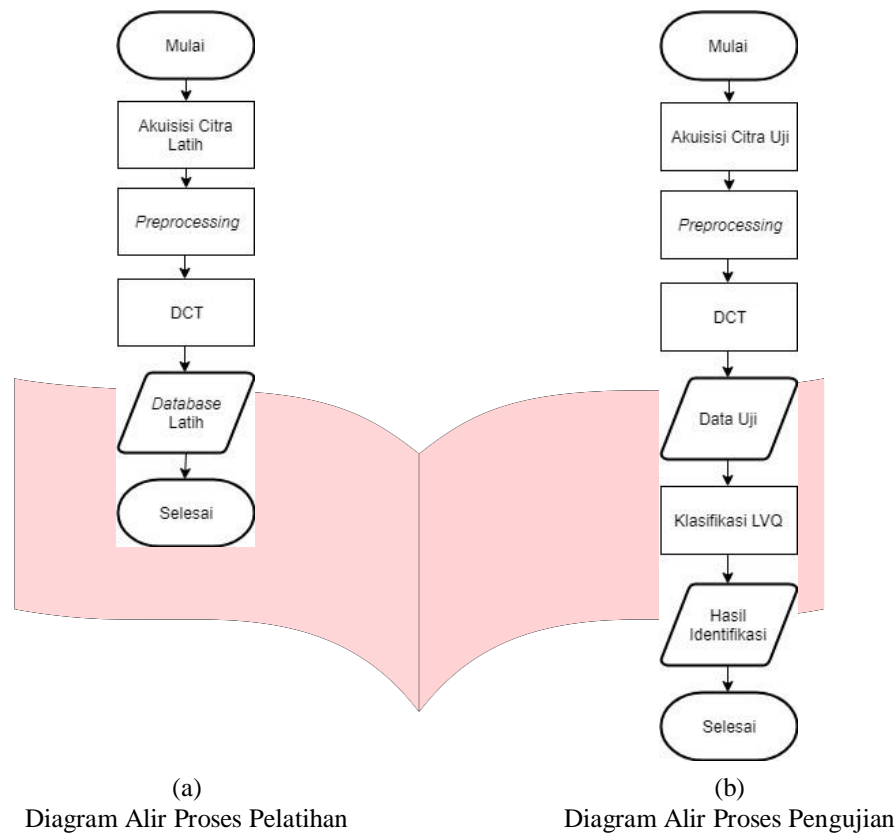 Mulai
Akuisisi Citra
Latih
Preprocessing
DCT
Database
Latih
Selesai
(a)
Diagram Alir Proses Pelatihan
Mulai
Akuisisi Citra Uji
Preprocessing
DCT
Data Uji
Klasifikasi LVQ
Hasil
Identifikasi
Selesai
(b)
Diagram Alir Proses Pengujian